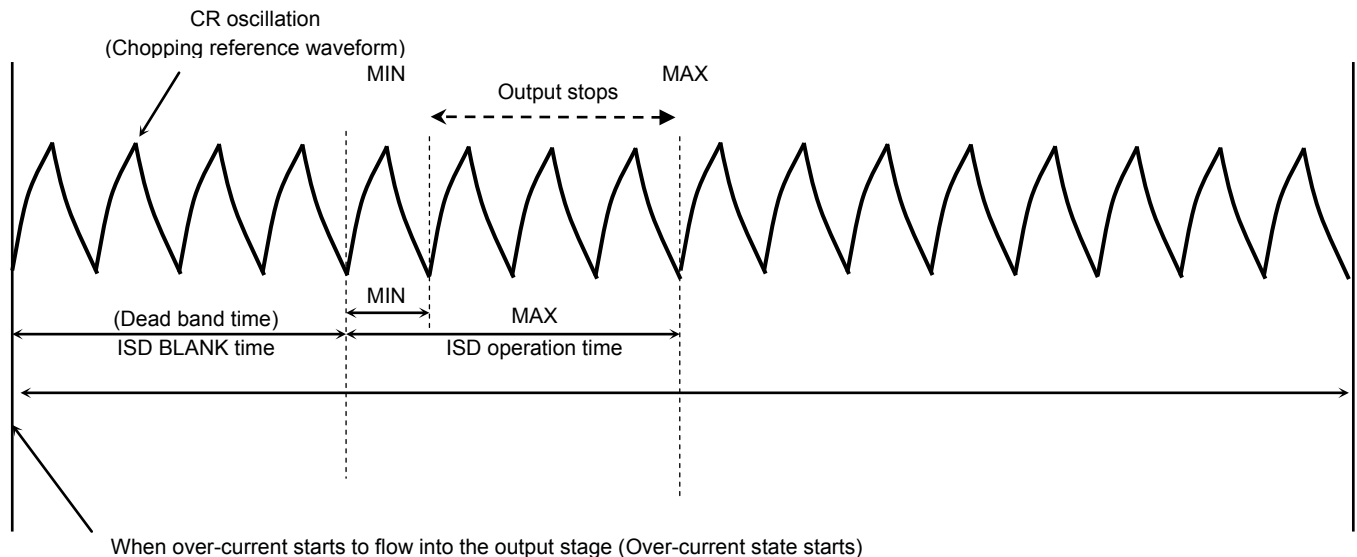 CR oscillation
(Chopping reference waveform)
MIN
MAX
Output stops
MIN
(Dead band time)
MAX
ISD BLANK time
ISD operation time
When over-current starts to flow into the output stage (Over-current state starts)